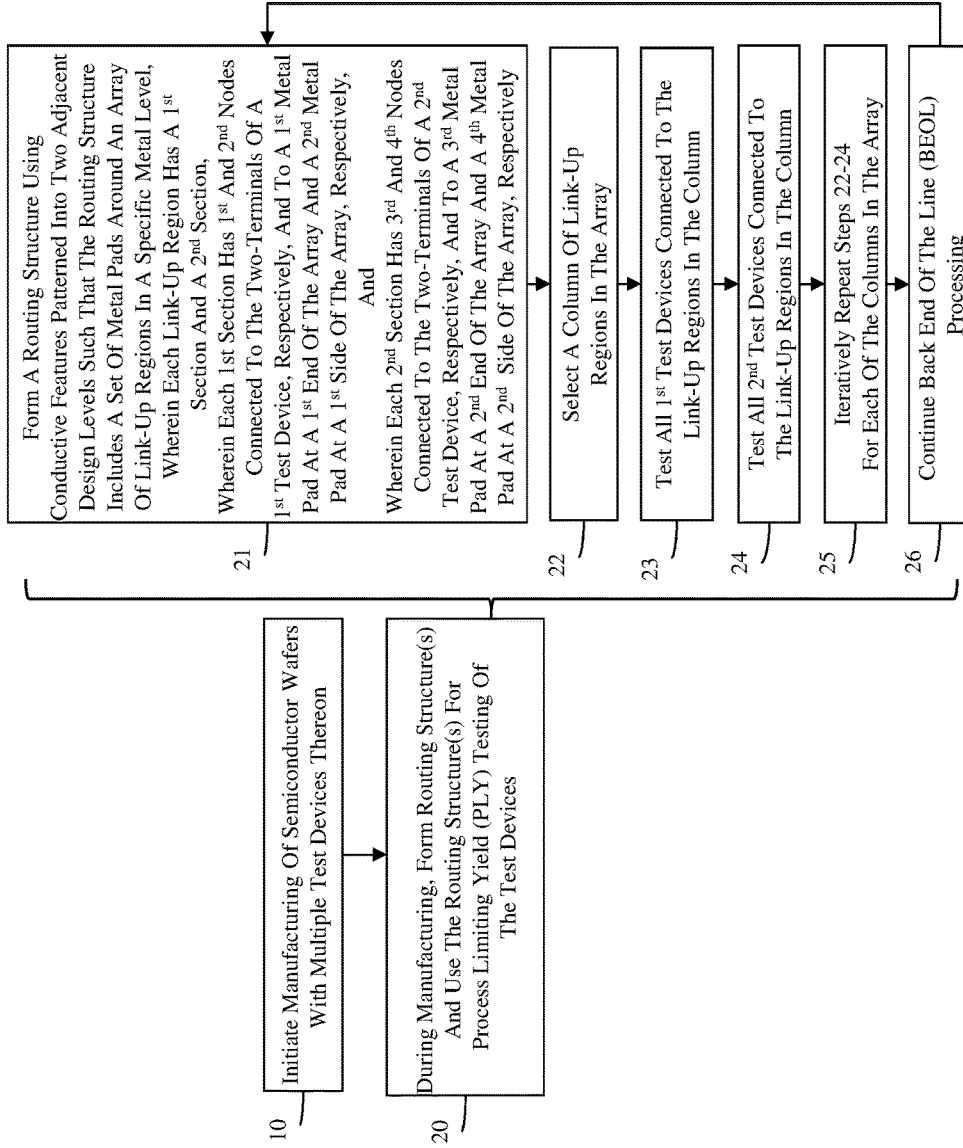 10
Initiate Manufacturing Of Semiconductor Wafers
With Multiple Test Devices Thereon
20
During Manufacturing, Form Routing Structure(s)
And Use The Routing Structure(s) For
Process Limiting Yield (PLY) Testing Of
The Test Devices
21
Form A Routing Structure Using
Conductive Features Patterned Into Two Adjacent
Design Levels Such That The Routing Structure
Includes A Set Of Metal Pads Around An Array
Of Link-Up Regions In A Specific Metal Level,
Wherein Each Link-Up Region Has A 1st
Section And A 2nd Section,
Wherein Each 1st Section Has 1st And 2nd Nodes
Connected To The Two-Terminals Of A
1st Test Device, Respectively, And To A 1st Metal
Pad At A 1st End Of The Array And A 2nd Metal
Pad At A 1st Side Of The Array, Respectively,
And
Wherein Each 2nd Section Has 3rd And 4th Nodes
Connected To The Two-Terminals Of A 2nd
Test Device, Respectively, And To A 3rd Metal
Pad At A 2nd End Of The Array And A 4th Metal
Pad At A 2nd Side Of The Array, Respectively
22
Select A Column Of Link-Up
Regions In The Array
23
Test All 1st Test Devices Connected To The
Link-Up Regions In The Column
24
Test All 2nd Test Devices Connected To
The Link-Up Regions In The Column
25
Iteratively Repeat Steps 22-24
For Each Of The Columns In The Array
26
Continue Back End Of The Line (BEOL)
Processing